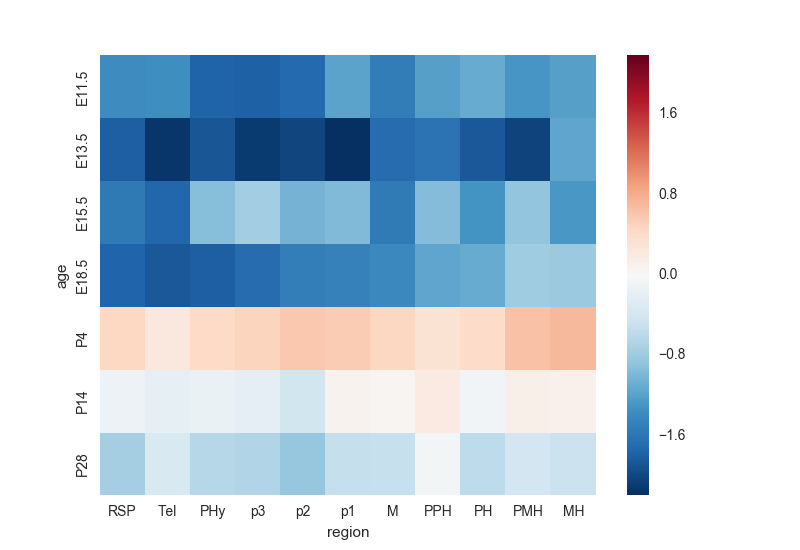 E11.5
E13.5
E15.5
E18.5
P4
P14
P28
age
RSP Tel PHy p3 p2 p1 M PPH PH PMH MH
region
1.6
0.8
0.0
−0.8
−1.6